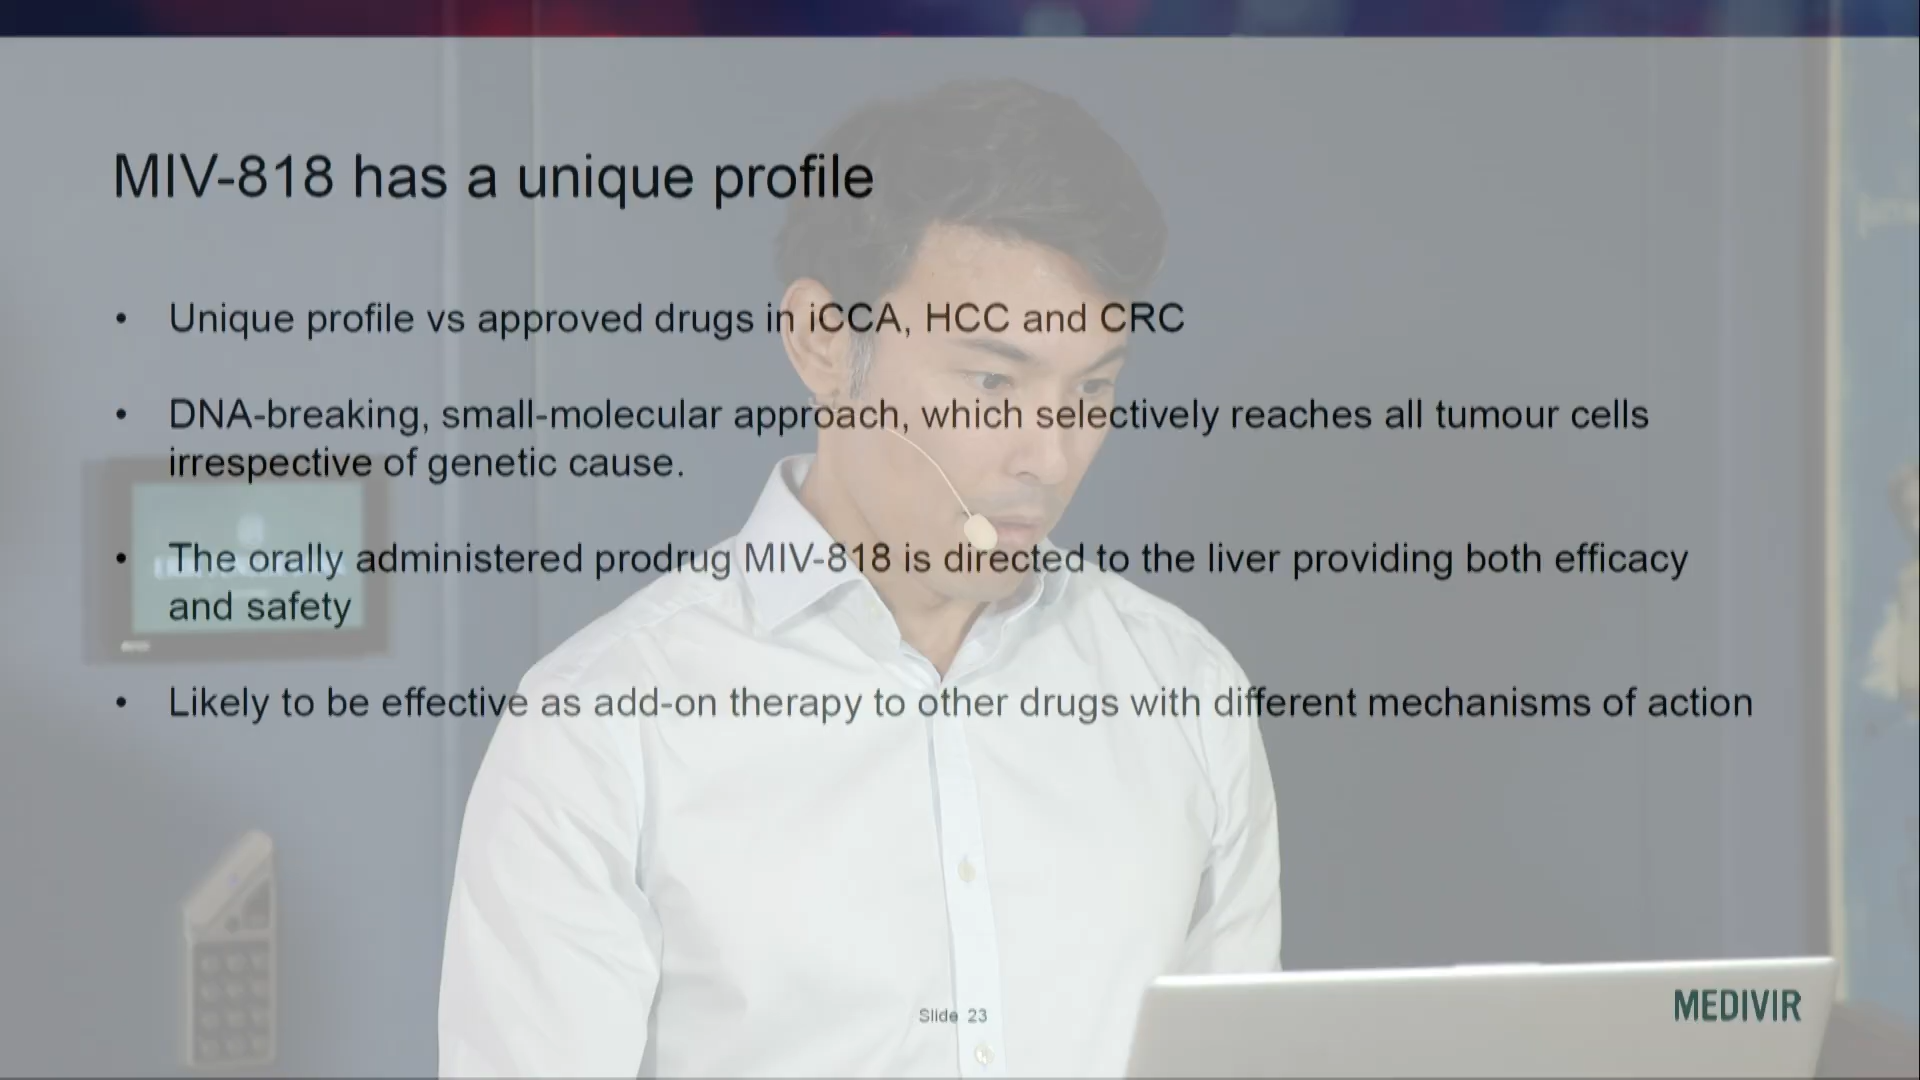 MIV-818 has a unique profile
• Unique profile vs approved drugs in iCCA, HCC and CRC
• DNA-breaking, small-molecular approach, which selectively reaches all tumour cells
irrespective of genetic cause.
• The orally administered prodrug MIV-818 is directed to the liver providing both efficacy
and safety
• Likely to be effective as add-on therapy to other drugs with different mechanisms of action
Slide 23
MEDIVIR